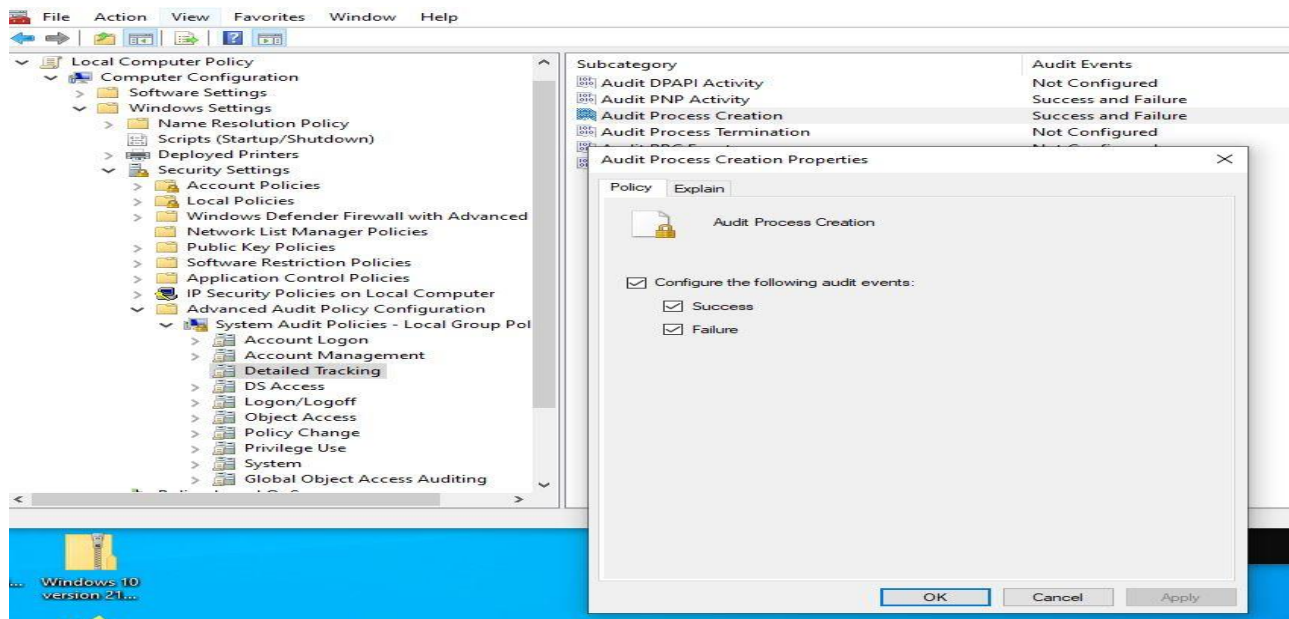 File Action View Favorites Window Help
Local Computer Policy
Computer Configuration
Software Settings
Windows Settings
Name Resolution Policy
Scripts (Startup/Shutdown)
Deployed Printers
Security Settings
Account Policies
Local Policies
Windows Defender Firewall with Advanced
Network List Manager Policies
Public Key Policies
Software Restriction Policies
Application Control Policies
IP Security Policies on Local Computer
Advanced Audit Policy Configuration
System Audit Policies - Local Group Pol
Account Logon
Account Management
Detailed Tracking
DS Access
Logon/Logoff
Object Access
Policy Change
Privilege Use
System
Global Object Access Auditing
Subcategory Audit Events
Audit DPAPI Activity Not Configured
Audit PNP Activity Success and Failure
Audit Process Creation Success and Failure
Audit Process Termination Not Configured
Audit Process Creation Properties
Policy Explain
Audit Process Creation
Configure the following audit events:
Success
Failure
OK Cancel Apply
Windows 10
version 21...